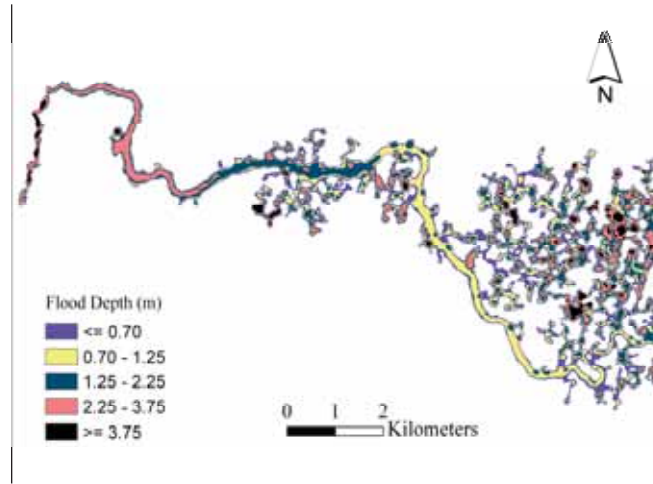 N
Flood Depth (m)
<= 0.70
0.70 - 1.25
1.25 - 2.25
2.25 - 3.75
>= 3.75
0 1 2
Kilometers